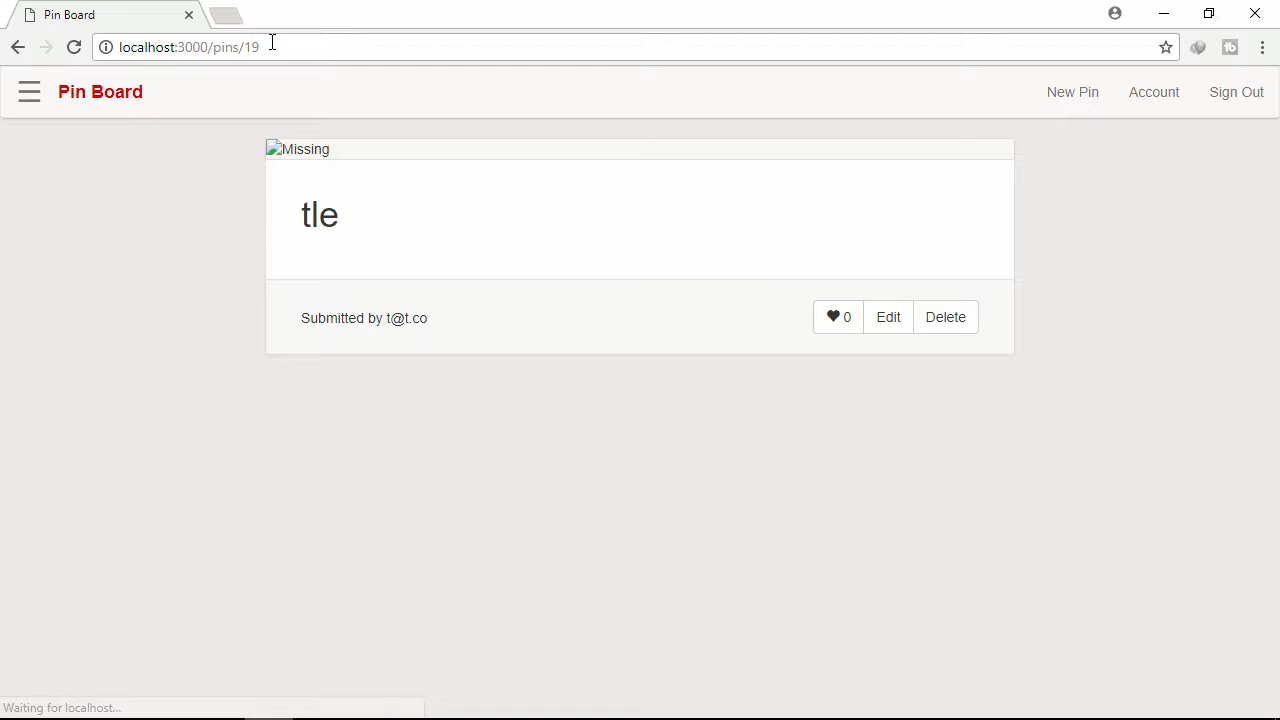 Pin Board
localhost:3000/pins/19
Pin Board
New Pin
Account
Sign Out
Missing
tle
Submitted by t@t.co
0
Edit
Delete
Waiting for localhost...